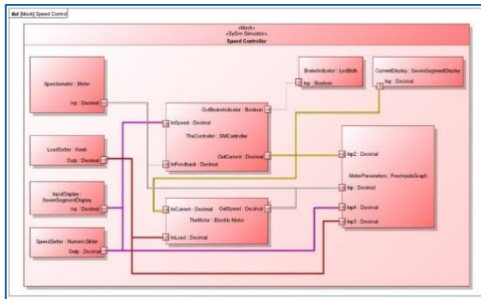 ibd [block] Speed Control
«block»
«SySim Simulator»
Speed Controller
Speedometer : Meter
Inp : Decimal
LoadSetter : Knob
Outp : Decimal
InputDisplay :
SevenSegmentDisplay
Inp : Decimal
SpeedSetter : NumericSlider
Outp : Decimal
OutBrakeIndicator : Boolean
InSpeed : Decimal
TheController : SMController
OutCurrent : Decimal
InFeedback : Decimal
InCurrent : Decimal
OutSpeed : Decimal
TheMotor : Electric Motor
InLoad : Decimal
BrakeIndicator : LedBulb
Inp : Boolean
CurrentDisplay : SevenSegmentDisplay
Inp : Decimal
Inp2 : Decimal
MotorParameters : FourInputsGraph
Inp : Decimal
Inp4 : Decimal
Inp3 : Decimal